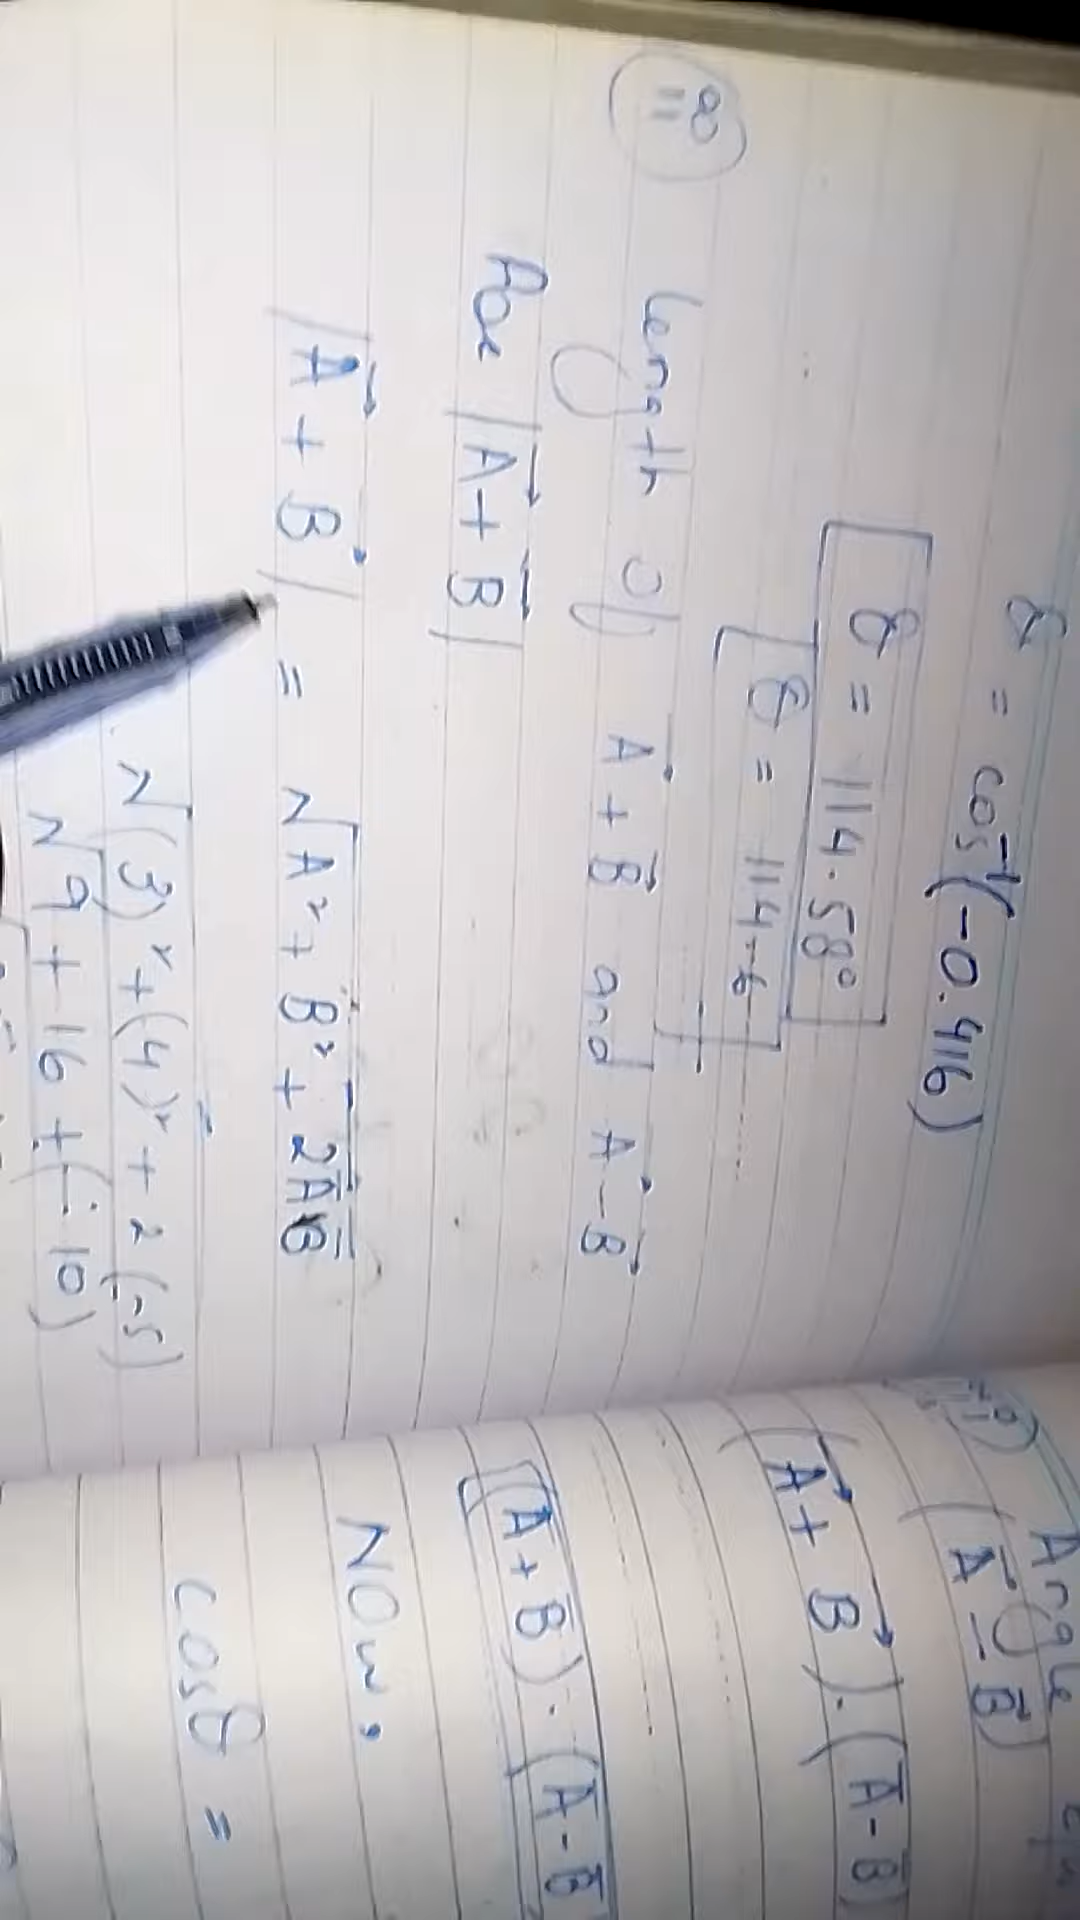 θ = cos⁻¹(-0.416)
θ = 114.58°
θ = 114.6
ii
Length of A⃗ + B⃗ and A⃗ - B⃗
For |A⃗ + B⃗|
|A⃗ + B⃗| = √A² + B² + 2A̅B̅
√(3)² + (4)² + 2(-5)
√9 + 16 + (-10)
Angle
(A̅ - B̅)
(A⃗ + B⃗).(A̅ - B̅)
(A̅ + B̅).(A̅ - B̅
Now,
cosθ =